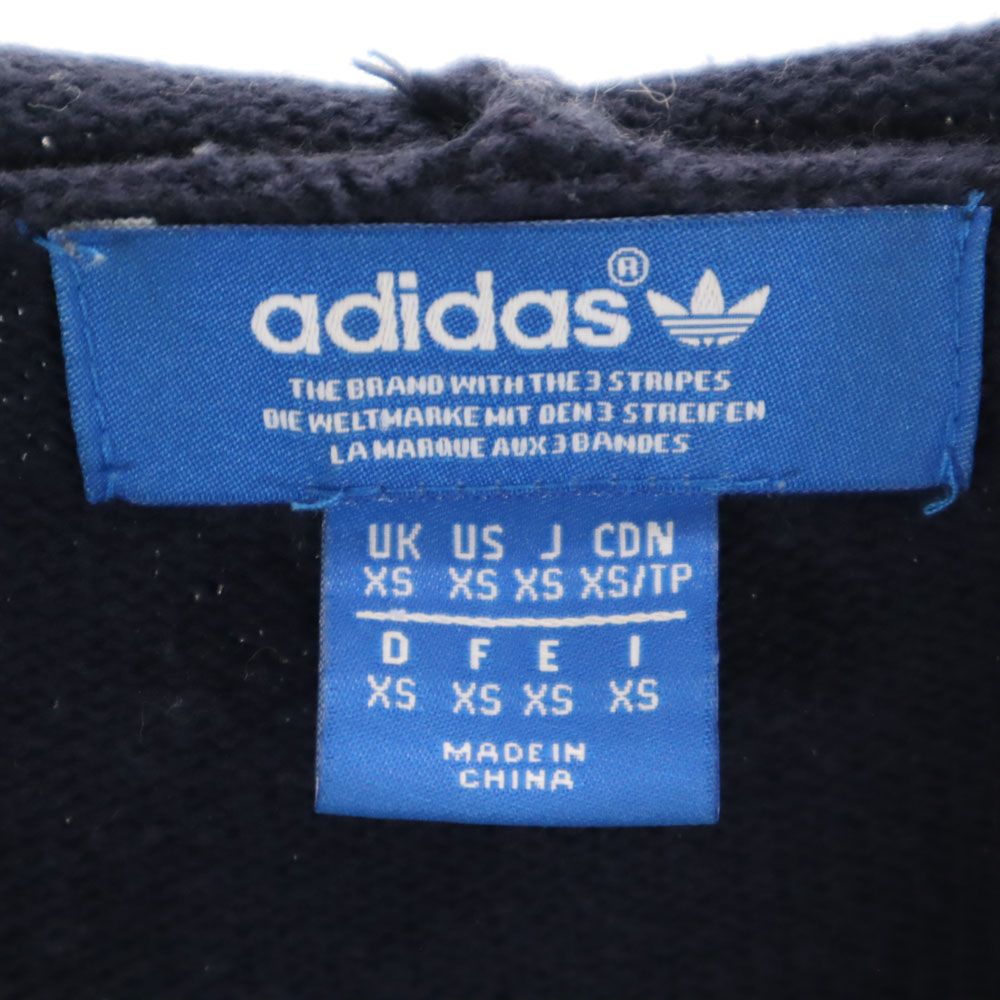 adidas®
THE BRAND WITH THE 3 STRIPES
DIE WELTMARKE MIT DEN 3 STREIFEN
LA MARQUE AUX 3 BANDES
UK US J CDN
XS XS XS XS/TP
D F E I
XS XS XS XS
MADE IN
CHINA